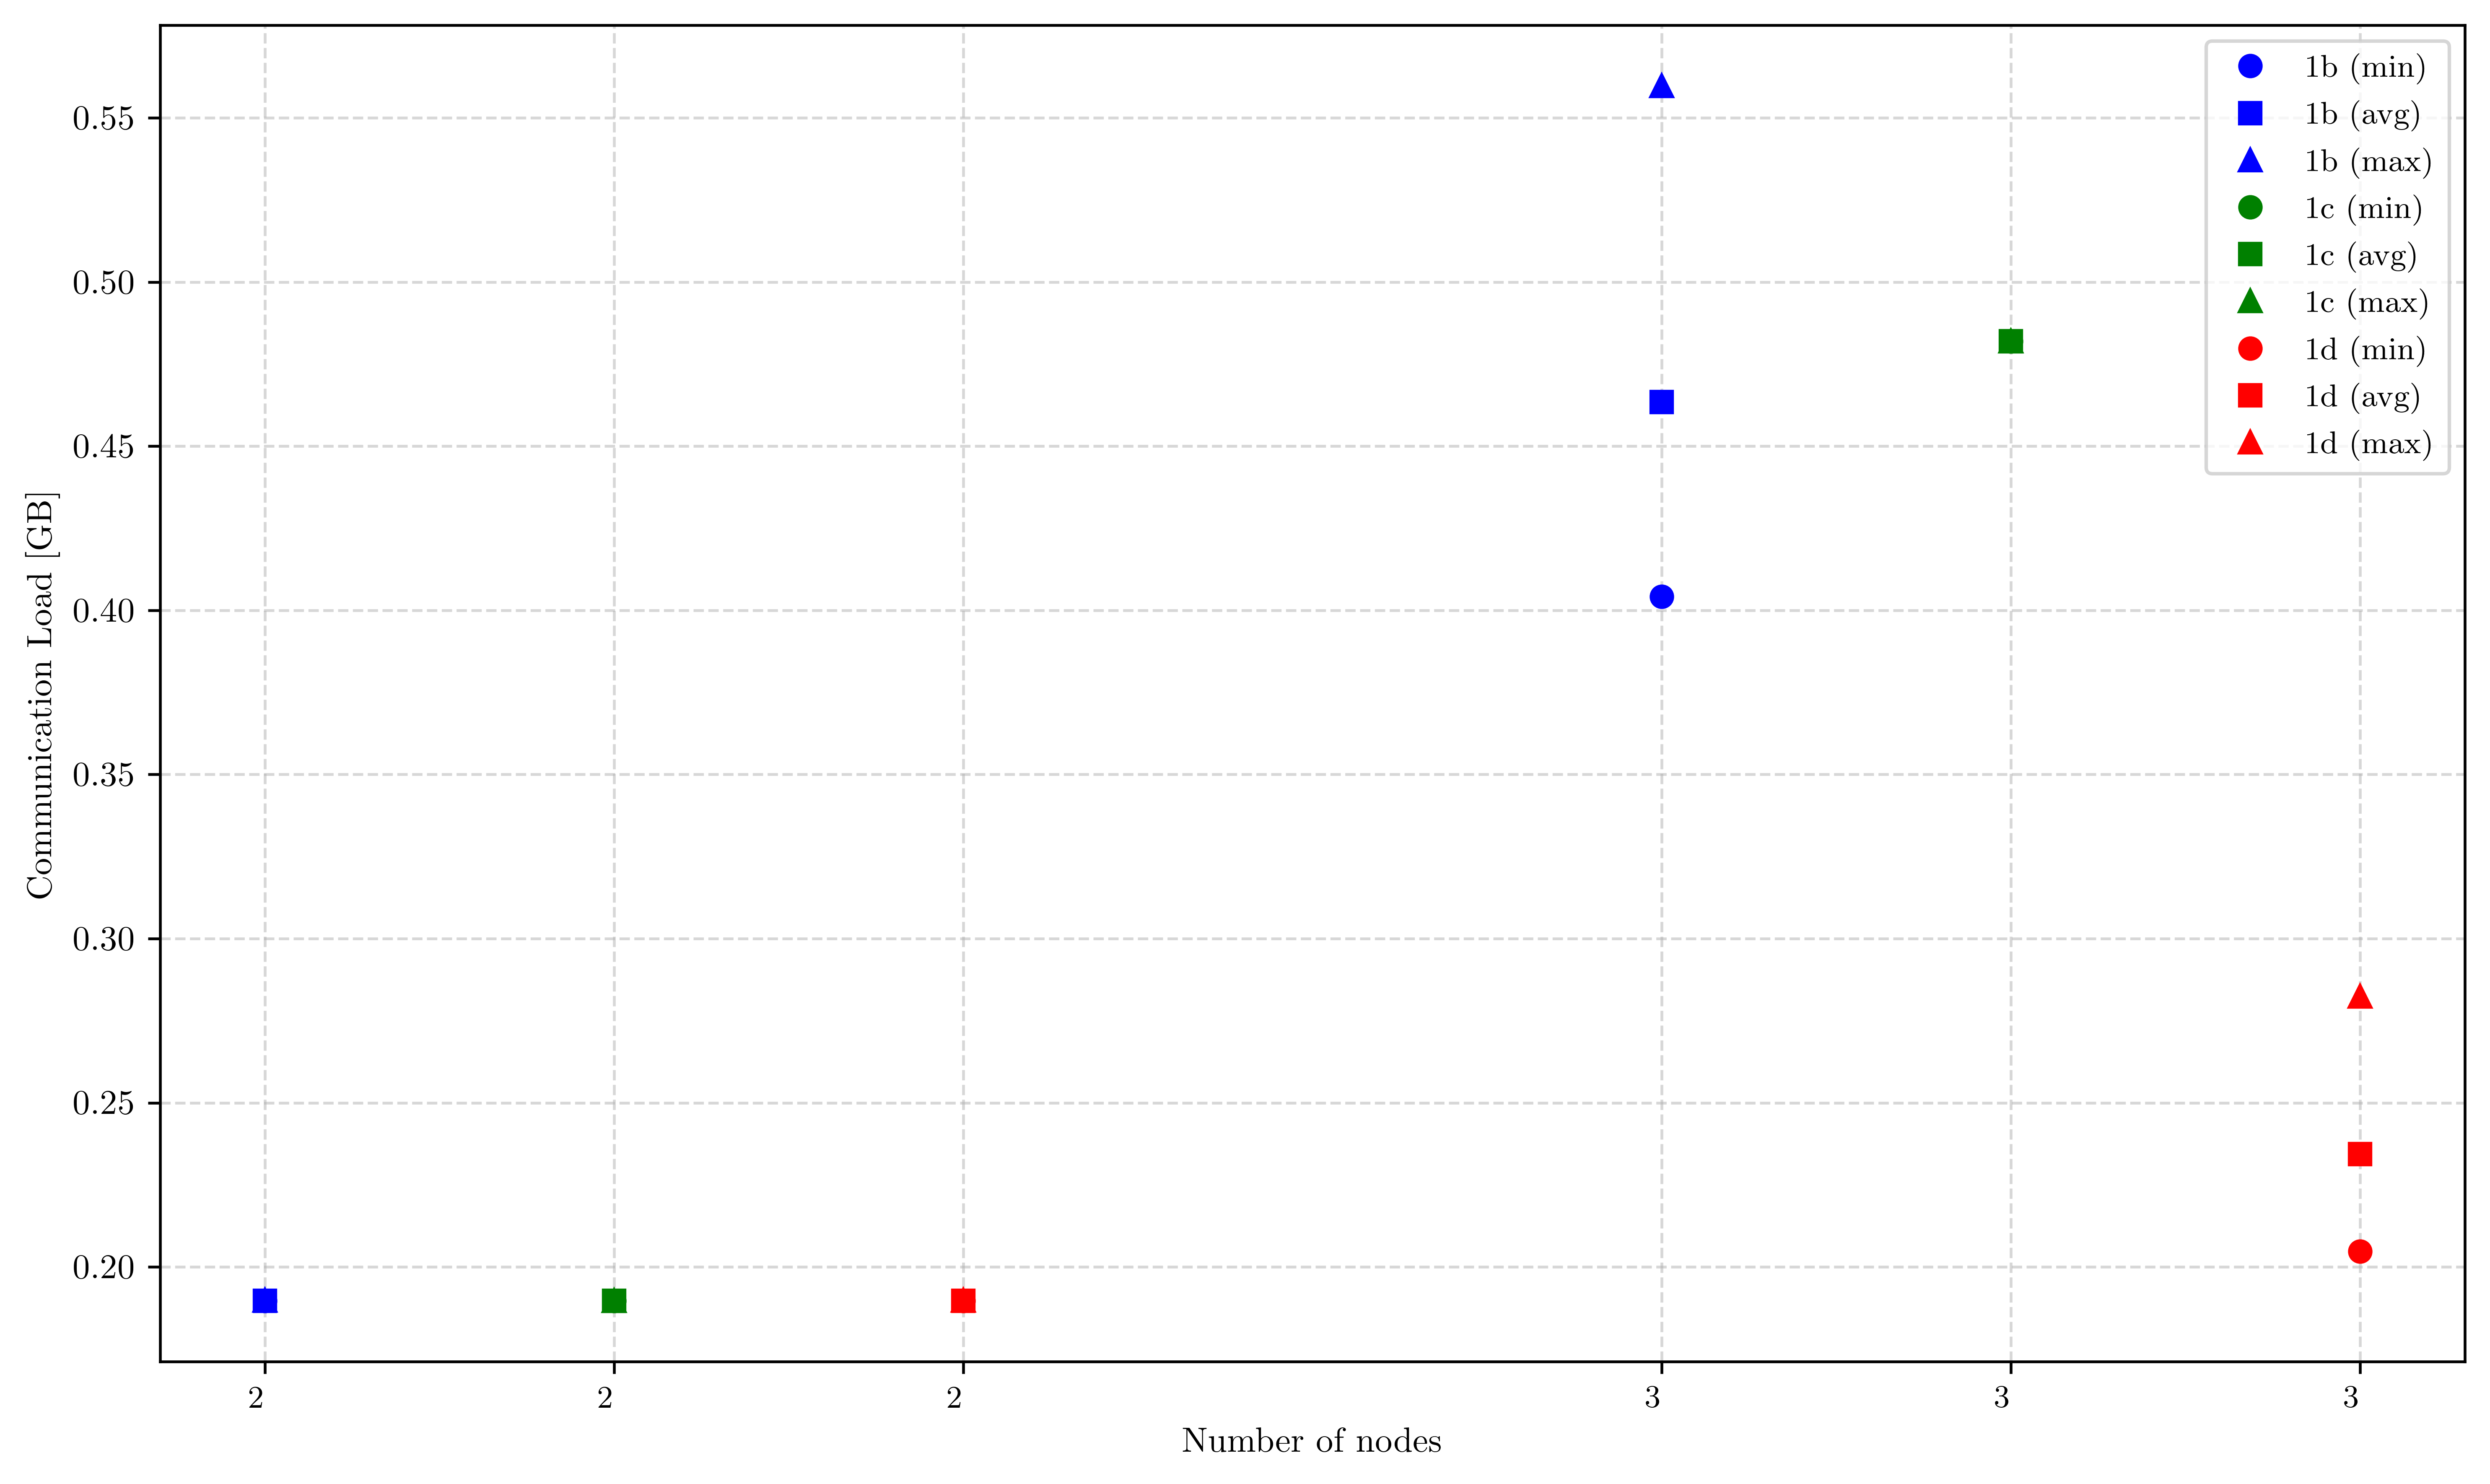 Communication Load [GB]
0.55
0.50
0.45
0.40
0.35
0.30
0.25
0.20
1b (min)
1b (avg)
1b (max)
1c (min)
1c (avg)
1c (max)
1d (min)
1d (avg)
1d (max)
2 2 2 3 3 3
Number of nodes